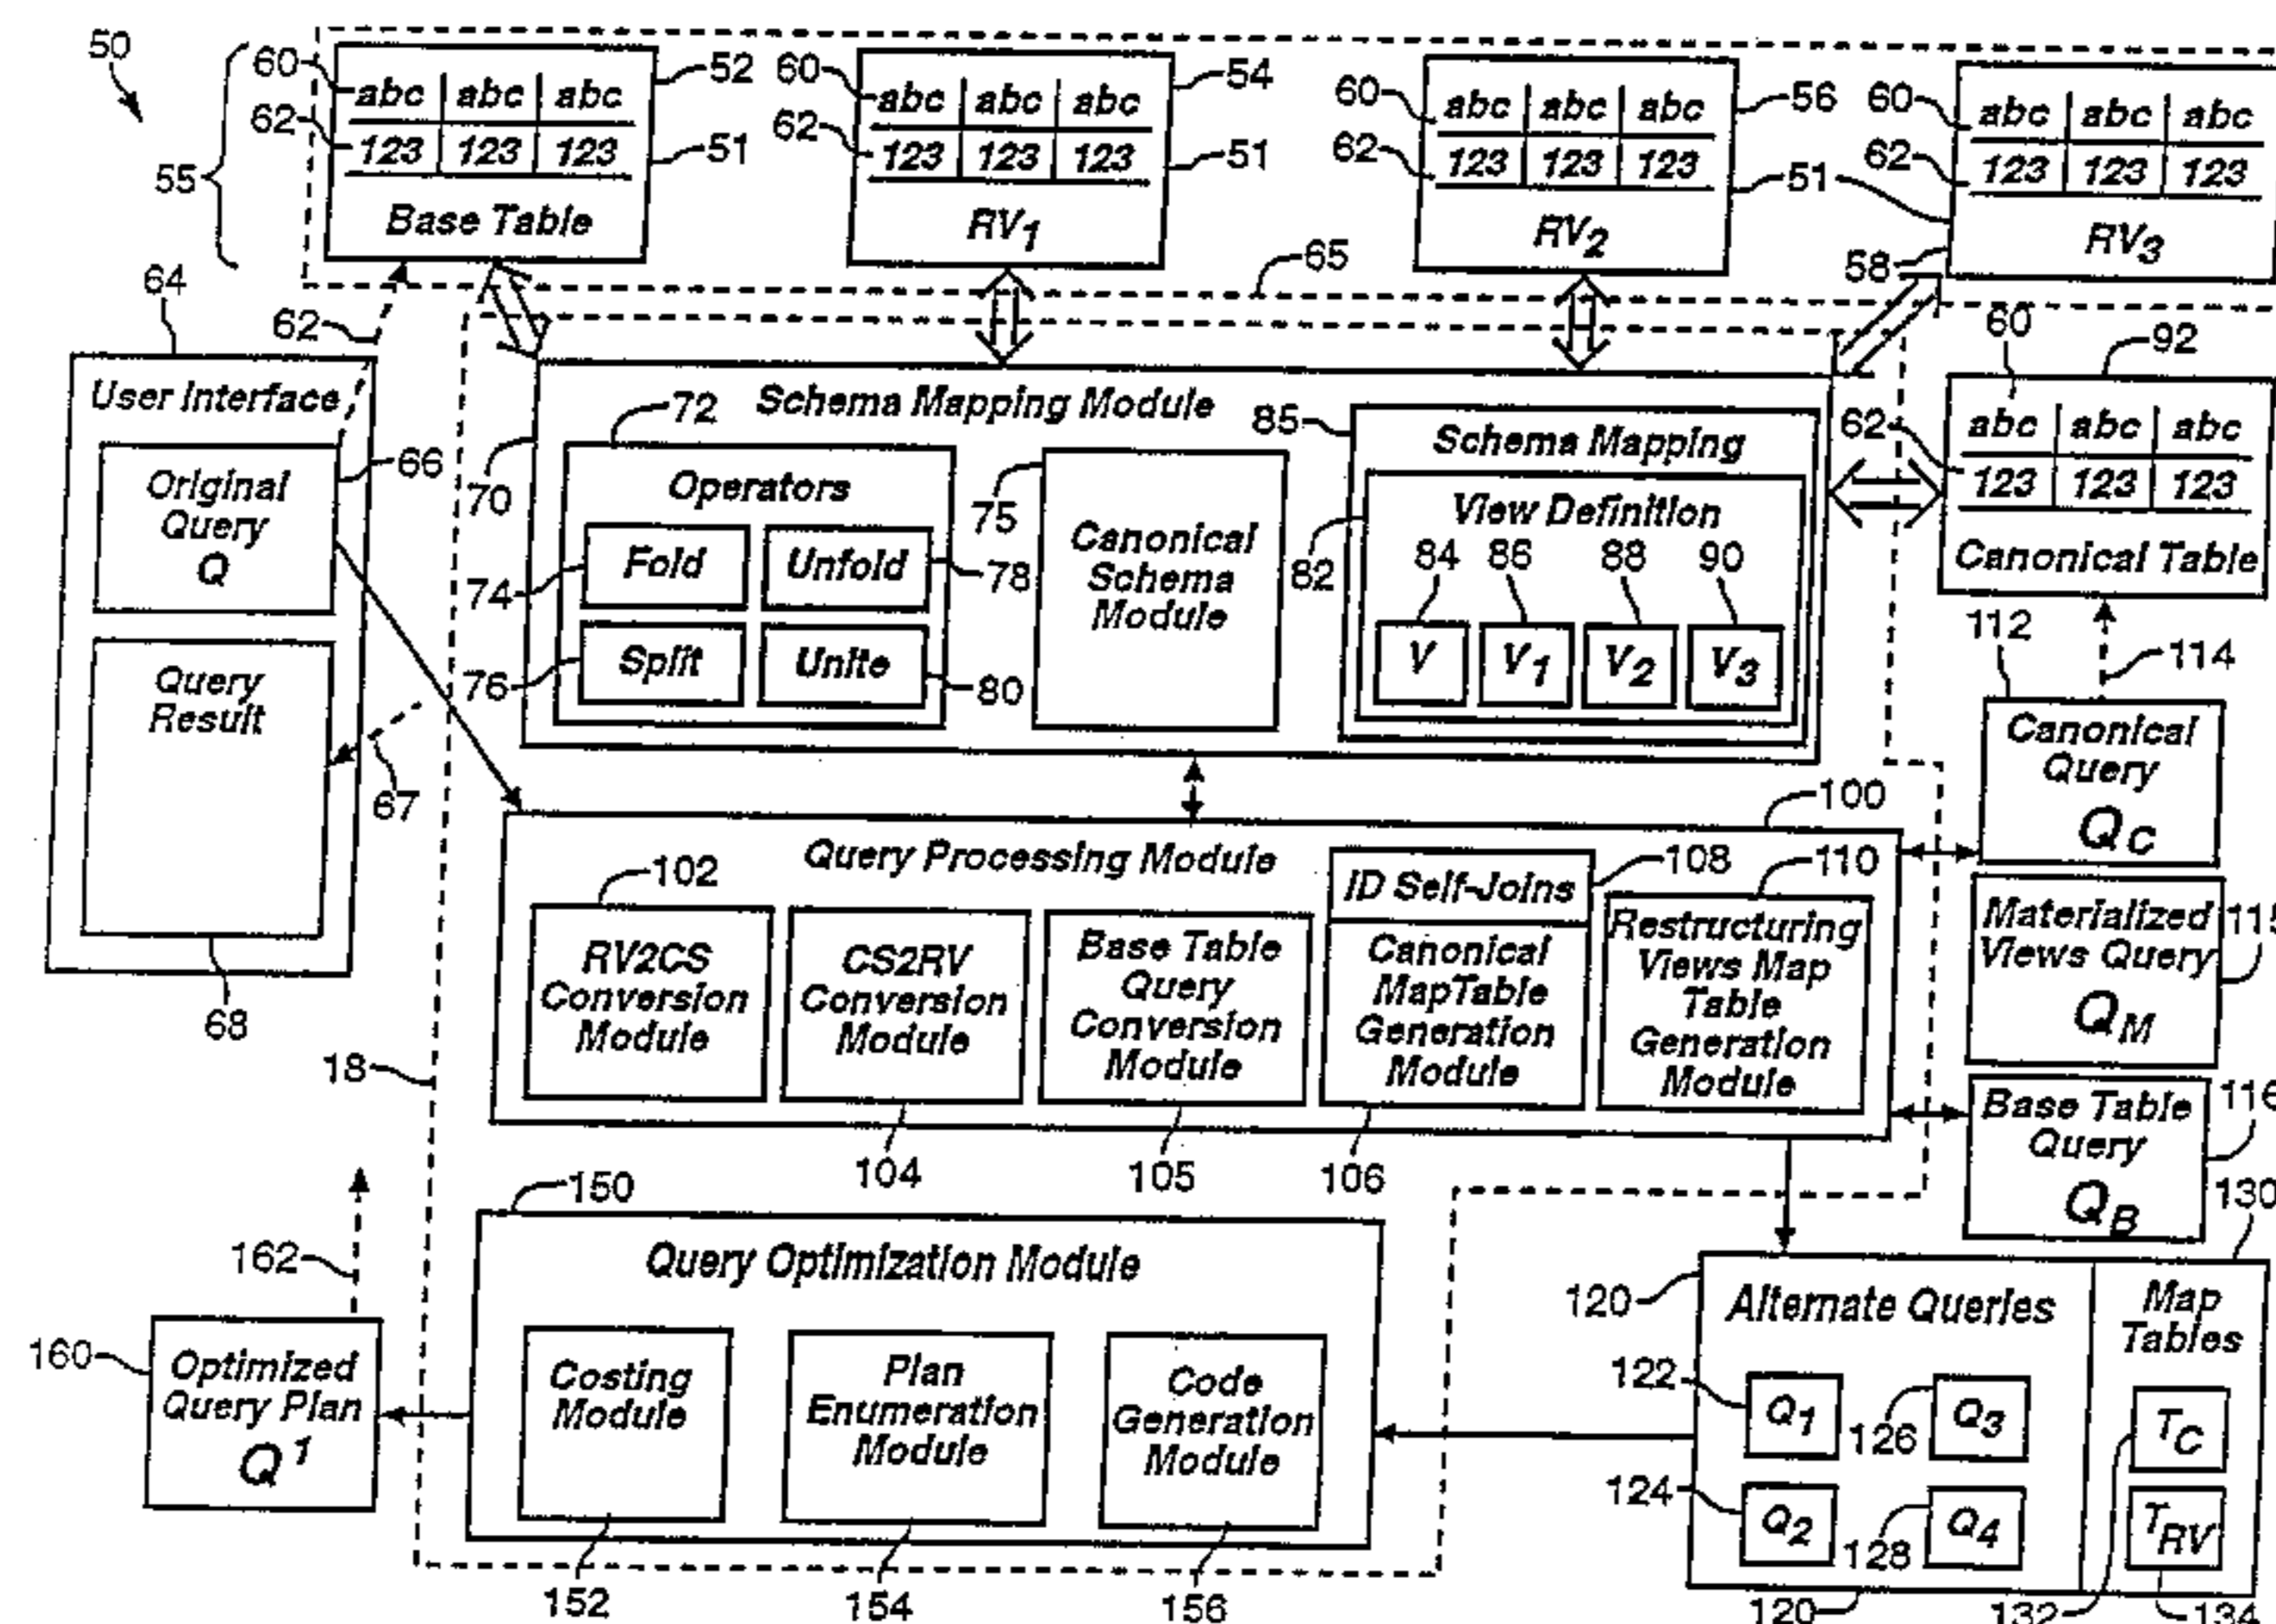 50
55
60
abc abc abc
62
123 123 123
52
51
Base Table
60
abc abc abc
62
123 123 123
54
51
RV1
60
abc abc abc
62
123 123 123
56
51
RV2
60
abc abc abc
62
123 123 123
58
RV3
65
64
62
User Interface
Original
Query
Q
66
Query
Result
67
68
70
Schema Mapping Module
72
Operators
74
Fold
Unfold
78
76
Split
Unite
80
75
Canonical
Schema
Module
85
Schema Mapping
82
View Definition
84 86 88 90
V V1 V2 V3
60
92
abc abc abc
62
123 123 123
Canonical Table
112
114
Canonical
Query
QC
Materialized
Views Query
QM
115
Base Table
Query
QB
116
18
100
Query Processing Module
102
RV2CS
Conversion
Module
CS2RV
Conversion
Module
104
Base Table
Query
Conversion
Module
105
ID Self-Joins
108
Canonical
MapTable
Generation
Module
106
110
Restructuring
Views Map
Table
Generation
Module
150
Query Optimization Module
Costing
Module
152
Plan
Enumeration
Module
154
Code
Generation
Module
156
162
160
Optimized
Query Plan
Q1
120
Alternate Queries
122
Q1
126
Q3
124
Q2
128
Q4
120
130
Map
Tables
TC
132
TRV
134